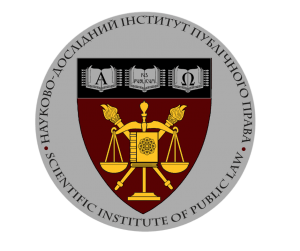 НАУКОВО-ДОСЛІДНИЙ ІНСТИТУТ ПУБЛІЧНОГО ПРАВА
Α
Ω
SCIENTIFIC INSTITUTE OF PUBLIC LAW